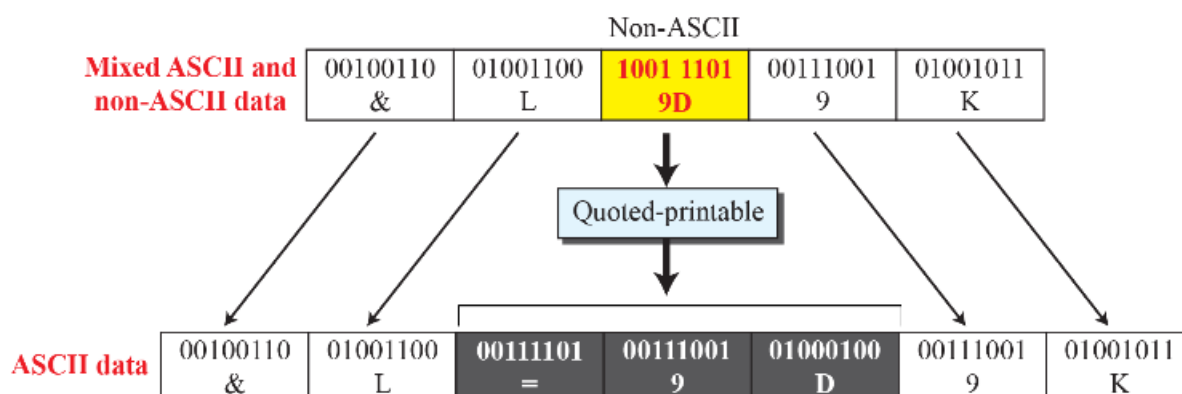 Non-ASCII
Mixed ASCII and non-ASCII data
00100110 01001100 1001 1101 00111001 01001011
& L 9D 9 K
Quoted-printable
ASCII data
00100110 01001100 00111101 00111001 01000100 00111001 01001011
& L = 9 D 9 K